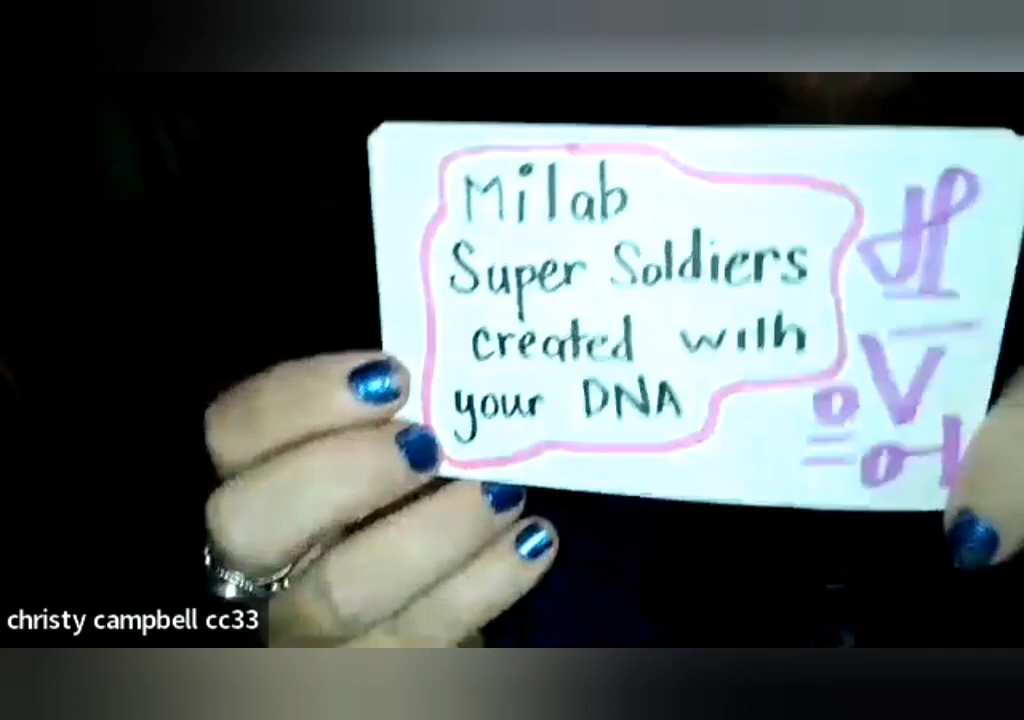 Milab
Super Soldiers
created with
your DNA
christy campbell cc33